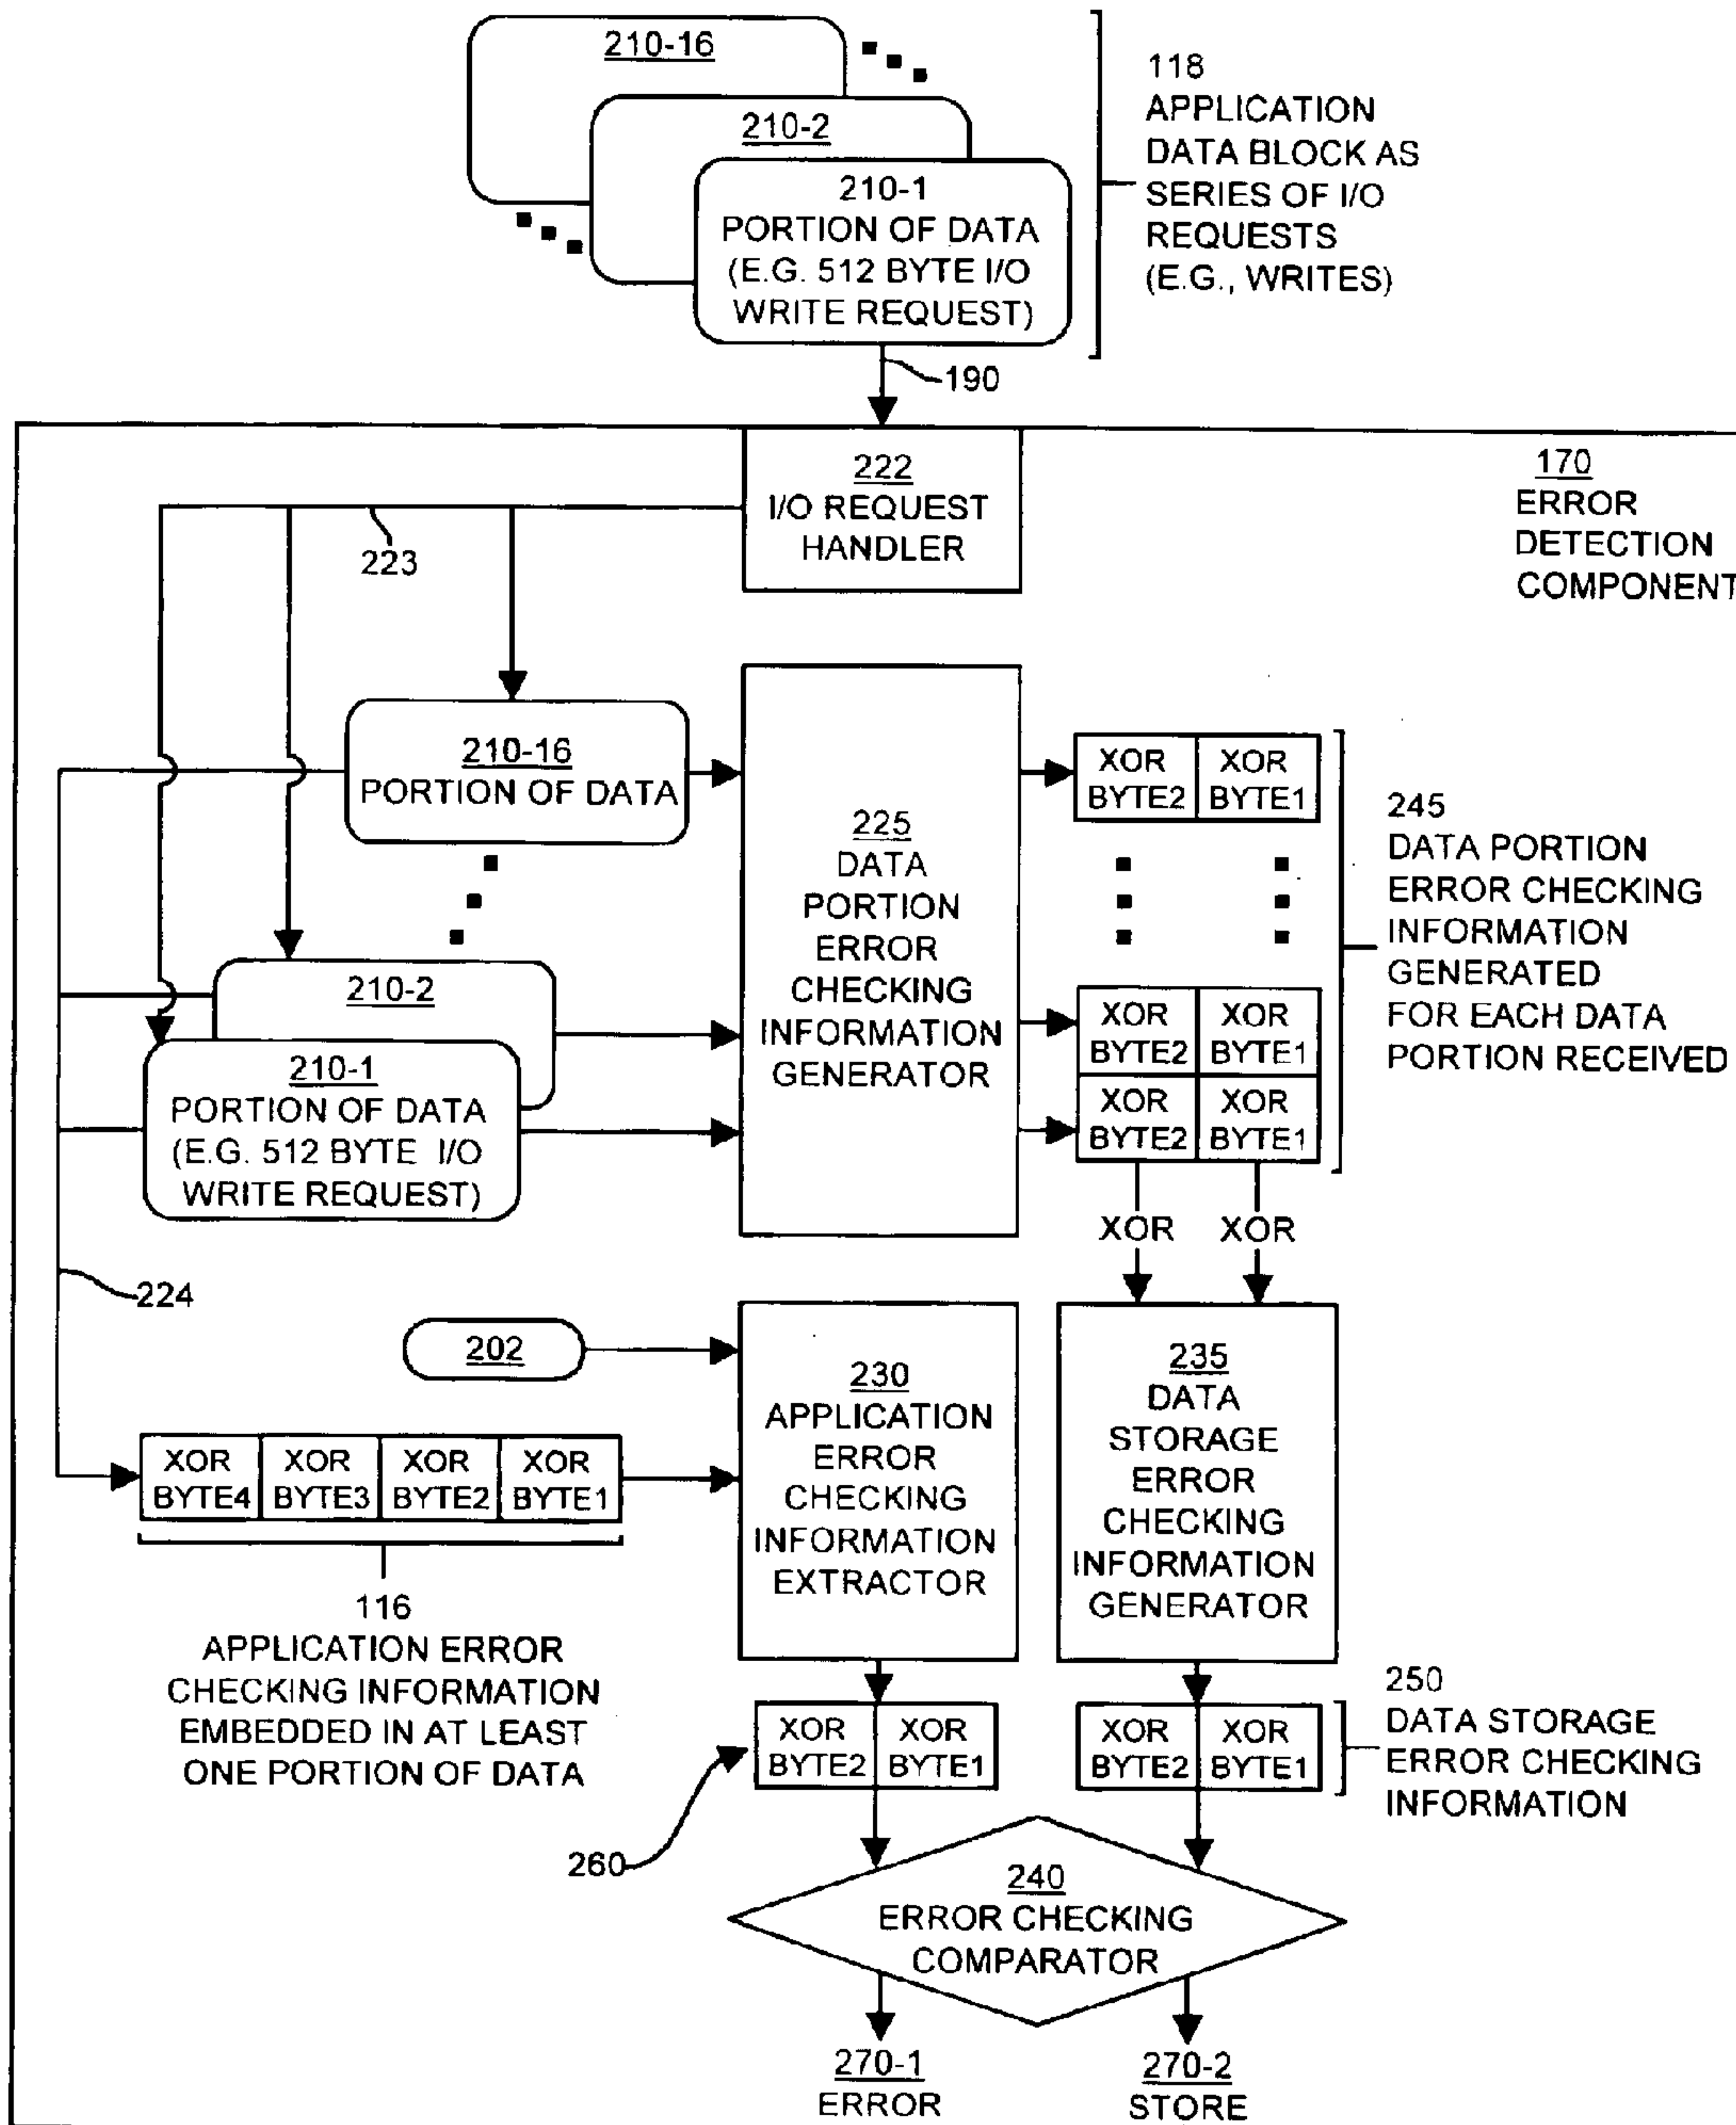 210-16
210-2
210-1
PORTION OF DATA
(E.G. 512 BYTE I/O
WRITE REQUEST)
118
APPLICATION
DATA BLOCK AS
SERIES OF I/O
REQUESTS
(E.G., WRITES)
190
222
I/O REQUEST
HANDLER
170
ERROR
DETECTION
COMPONENT
223
210-16
PORTION OF DATA
210-2
210-1
PORTION OF DATA
(E.G. 512 BYTE I/O
WRITE REQUEST)
225
DATA
PORTION
ERROR
CHECKING
INFORMATION
GENERATOR
XOR XOR
BYTE2 BYTE1
XOR XOR
BYTE2 BYTE1
XOR XOR
BYTE2 BYTE1
245
DATA PORTION
ERROR CHECKING
INFORMATION
GENERATED
FOR EACH DATA
PORTION RECEIVED
XOR XOR
224
202
XOR XOR XOR XOR
BYTE4 BYTE3 BYTE2 BYTE1
116
APPLICATION ERROR
CHECKING INFORMATION
EMBEDDED IN AT LEAST
ONE PORTION OF DATA
230
APPLICATION
ERROR
CHECKING
INFORMATION
EXTRACTOR
235
DATA
STORAGE
ERROR
CHECKING
INFORMATION
GENERATOR
XOR XOR
BYTE2 BYTE1
XOR XOR
BYTE2 BYTE1
250
DATA STORAGE
ERROR CHECKING
INFORMATION
260
240
ERROR CHECKING
COMPARATOR
270-1
ERROR
270-2
STORE